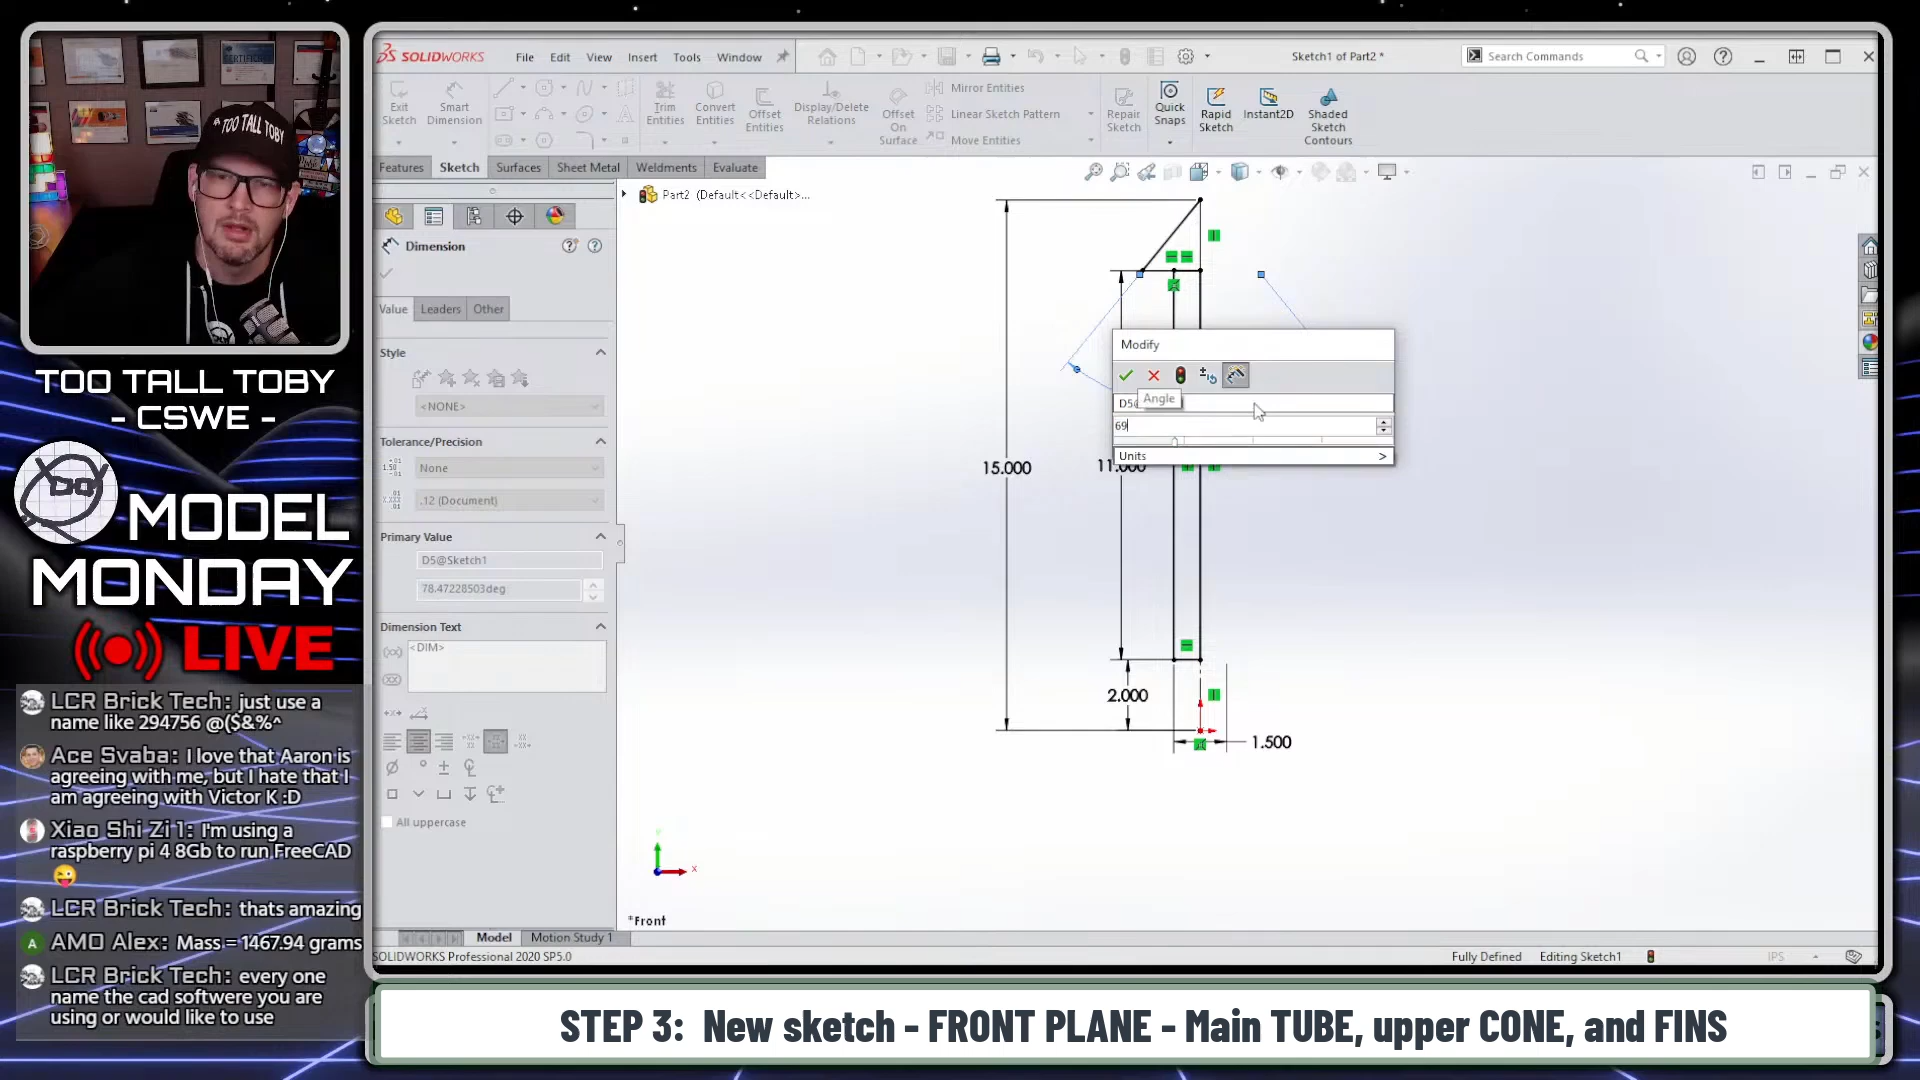 SOLIDWORKS
File
Edit
View
Insert
Tools
Window
Sketch1 of Part2 *
Search Commands
Exit
Sketch
Smart
Dimension
Trim
Entities
Convert
Entities
Offset
Entities
Display/Delete
Relations
Offset
On
Surface
Mirror Entities
Linear Sketch Pattern
Move Entities
Repair
Sketch
Quick
Snaps
Rapid
Sketch
Instant2D
Shaded
Sketch
Contours
Features
Sketch
Surfaces
Sheet Metal
Weldments
Evaluate
Part2 (Default<<Default>...
Dimension
Value
Leaders
Other
Style
<NONE>
Tolerance/Precision
None
.12 (Document)
Primary Value
D5@Sketch1
78.47228503deg
Dimension Text
<DIM>
All uppercase
Modify
Angle
69
Units
15.000
11.000
2.000
1.500
*Front
Model
Motion Study 1
SOLIDWORKS Professional 2020 SP5.0
Fully Defined
Editing Sketch1
IPS
TOO TALL TOBY
TOO TALL TOBY
- CSWE -
MODEL
MONDAY
LIVE
LCR Brick Tech: just use a
name like 294756 @($&%^
Ace Svaba: I love that Aaron is
agreeing with me, but I hate that I
am agreeing with Victor K :D
Xiao Shi Zi 1: I'm using a
raspberry pi 4 8Gb to run FreeCAD
LCR Brick Tech: thats amazing
A AMO Alex: Mass = 1467.94 grams
LCR Brick Tech: every one
name the cad softwere you are
using or would like to use
STEP 3: New sketch - FRONT PLANE - Main TUBE, upper CONE, and FINS